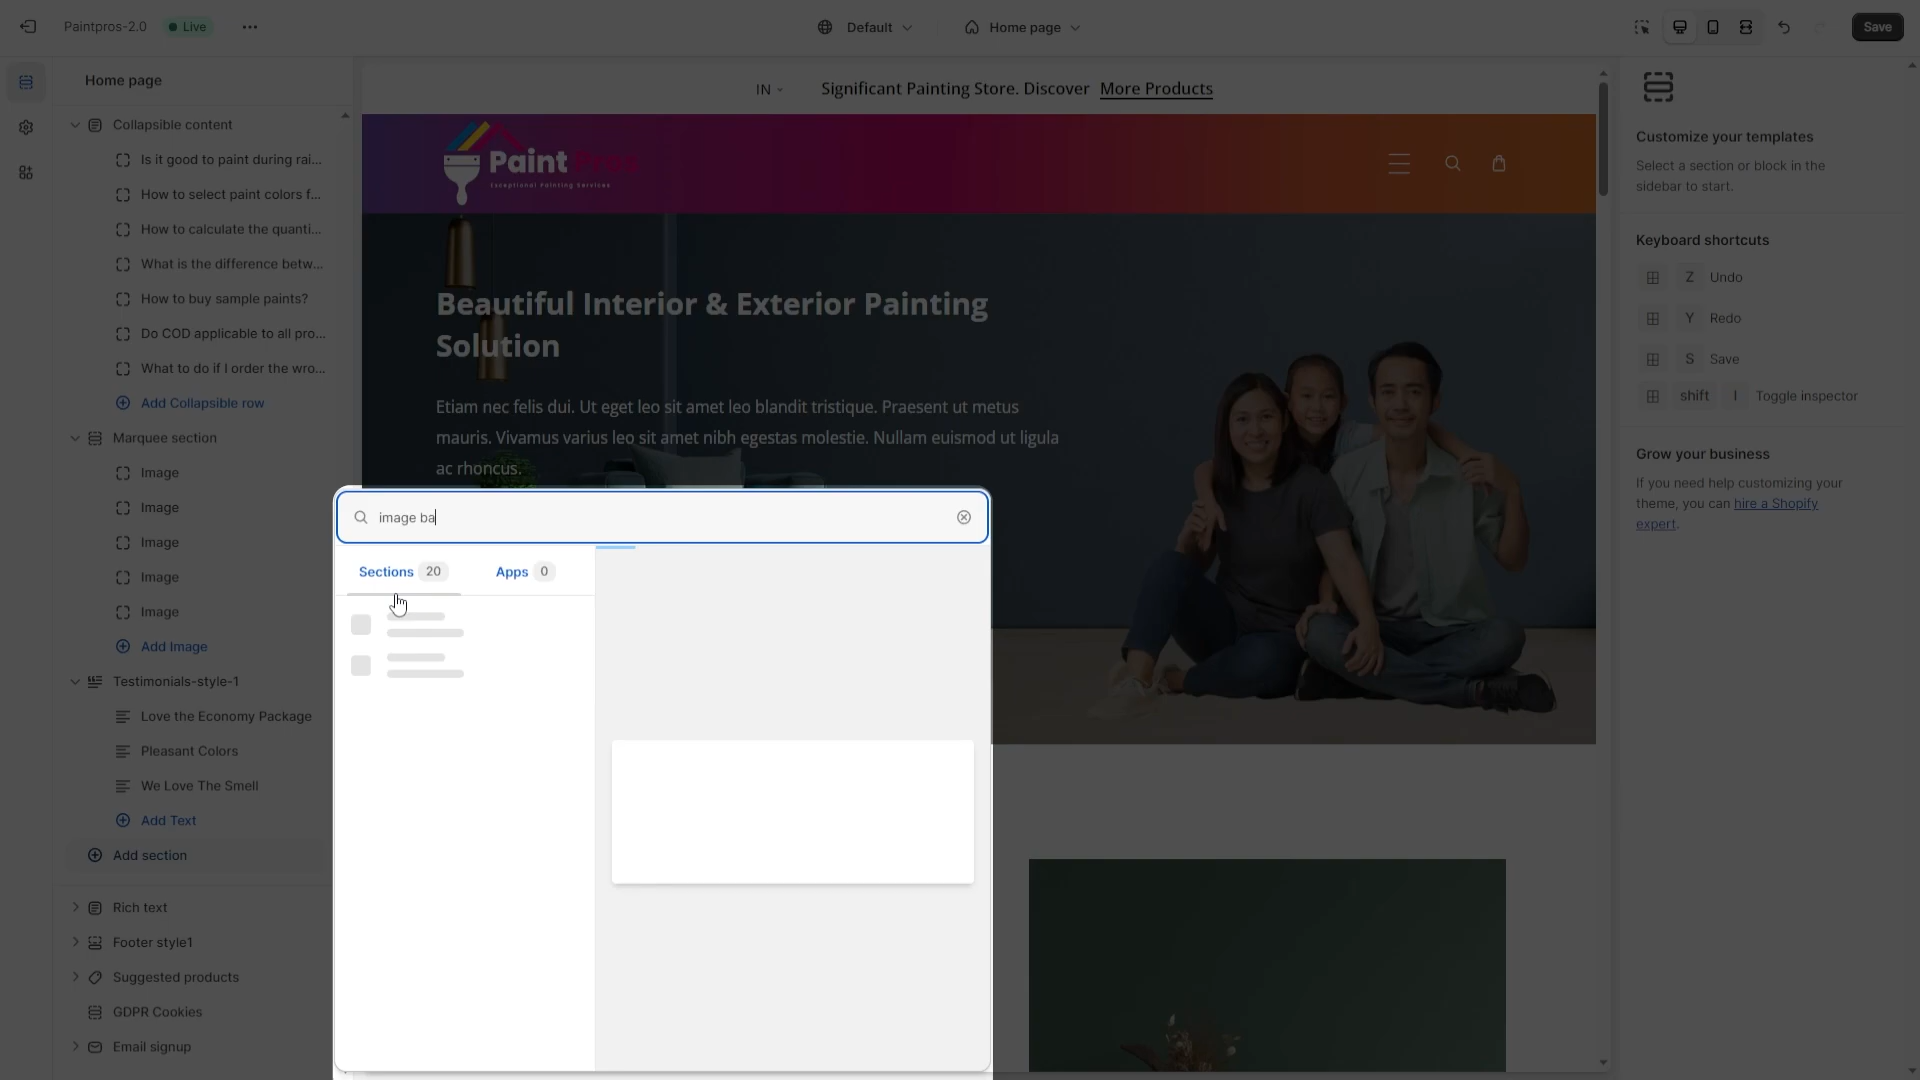 Paintpros-2.0
Live
Default
Home page
Save
Home page
Collapsible content
Is it good to paint during rai...
How to select paint colors f...
How to calculate the quanti...
What is the difference betw...
How to buy sample paints?
Do COD applicable to all pro...
What to do if I order the wro...
Add Collapsible row
Marquee section
Image
Image
Image
Image
Image
Add Image
Testimonials-style-1
Love the Economy Package
Pleasant Colors
We Love The Smell
Add Text
Add section
Rich text
Footer style1
Suggested products
GDPR Cookies
Email signup
IN
Significant Painting Store. Discover More Products
Paint Pros
Exceptional Painting Services
Beautiful Interior & Exterior Painting
Solution
Etiam nec felis dui. Ut eget leo sit amet leo blandit tristique. Praesent ut metus
mauris. Vivamus varius leo sit amet nibh egestas molestie. Nullam euismod ut ligula
ac rhoncus.
image ba
Sections 20
Apps 0
Customize your templates
Select a section or block in the
sidebar to start.
Keyboard shortcuts
Z Undo
Y Redo
S Save
shift I Toggle inspector
Grow your business
If you need help customizing your
theme, you can hire a Shopify
expert.